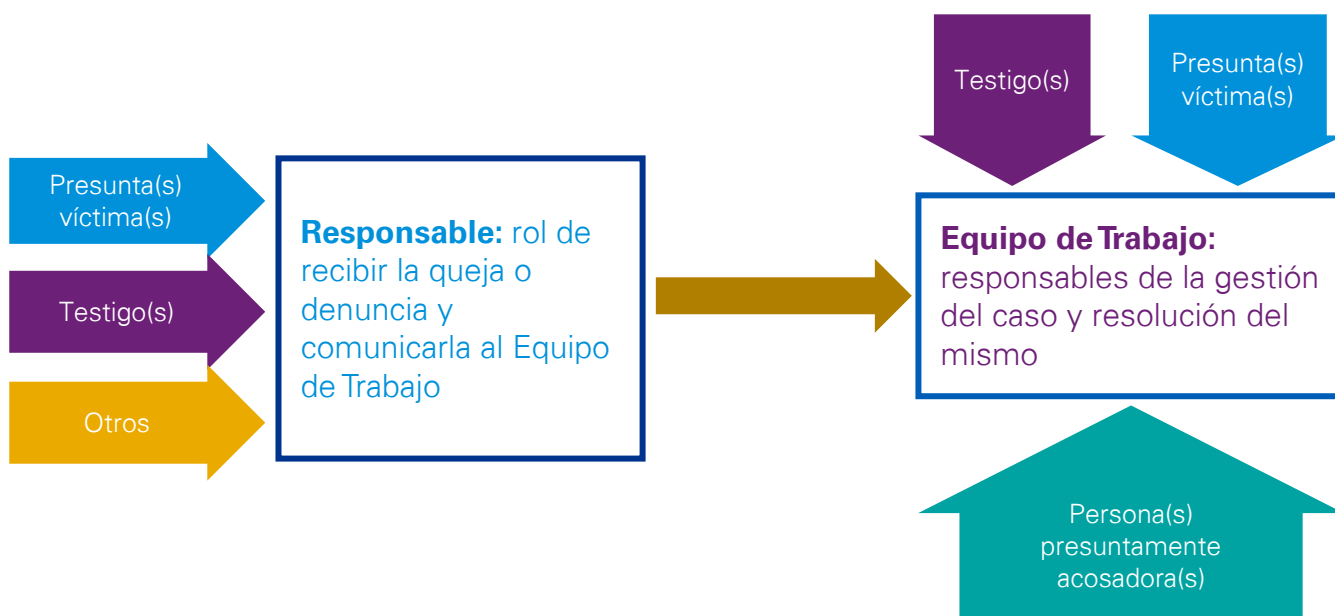 Presunta(s)
víctima(s)
Testigo(s)
Otros
Responsable: rol de
recibir la queja o
denuncia y
comunicarla al Equipo
de Trabajo
Testigo(s)
Presunta(s)
víctima(s)
Equipo de Trabajo:
responsables de la gestión
del caso y resolución del
mismo
Persona(s)
presuntamente
acosadora(s)